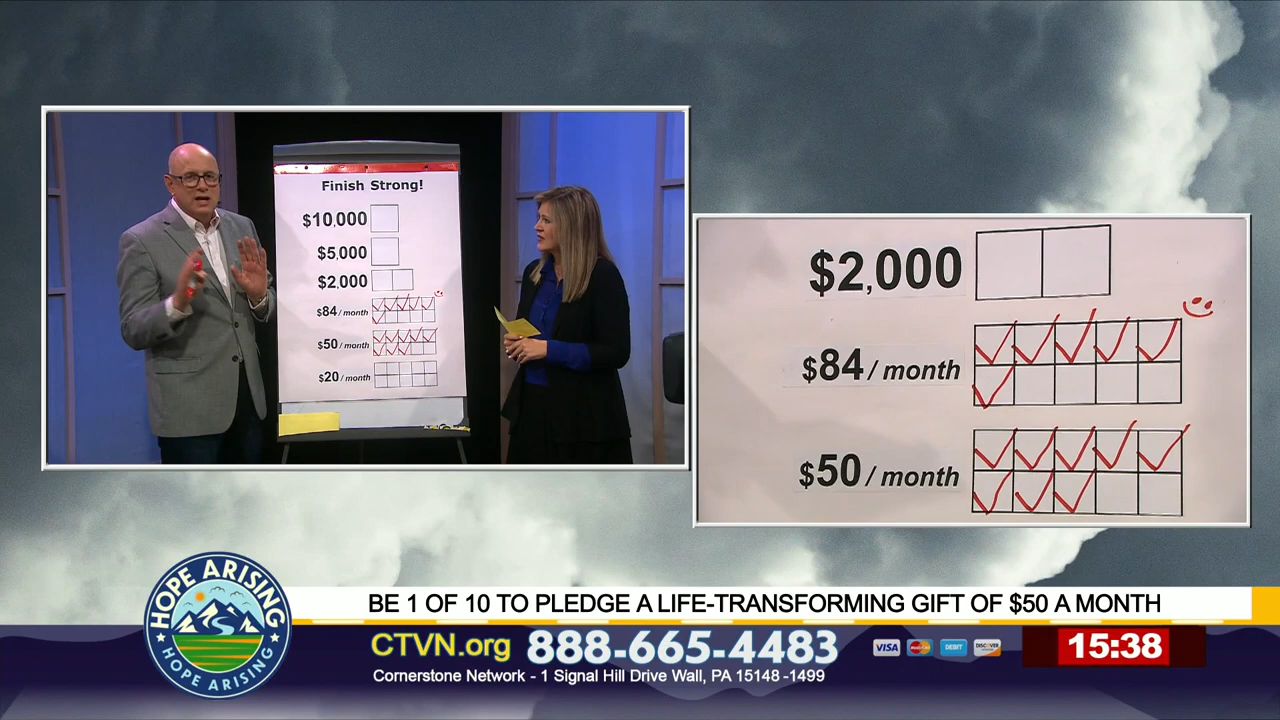 Finish Strong!
$10,000
$5,000
$2,000
$84 / month
$50 / month
$20 / month
$2,000
$84 / month
$50 / month
HOPE ARISING
HOPE ARISING
BE 1 OF 10 TO PLEDGE A LIFE-TRANSFORMING GIFT OF $50 A MONTH
CTVN.org 888-665-4483
VISA MasterCard DEBIT DISCOVER
15:38
Cornerstone Network - 1 Signal Hill Drive Wall, PA 15148 -1499